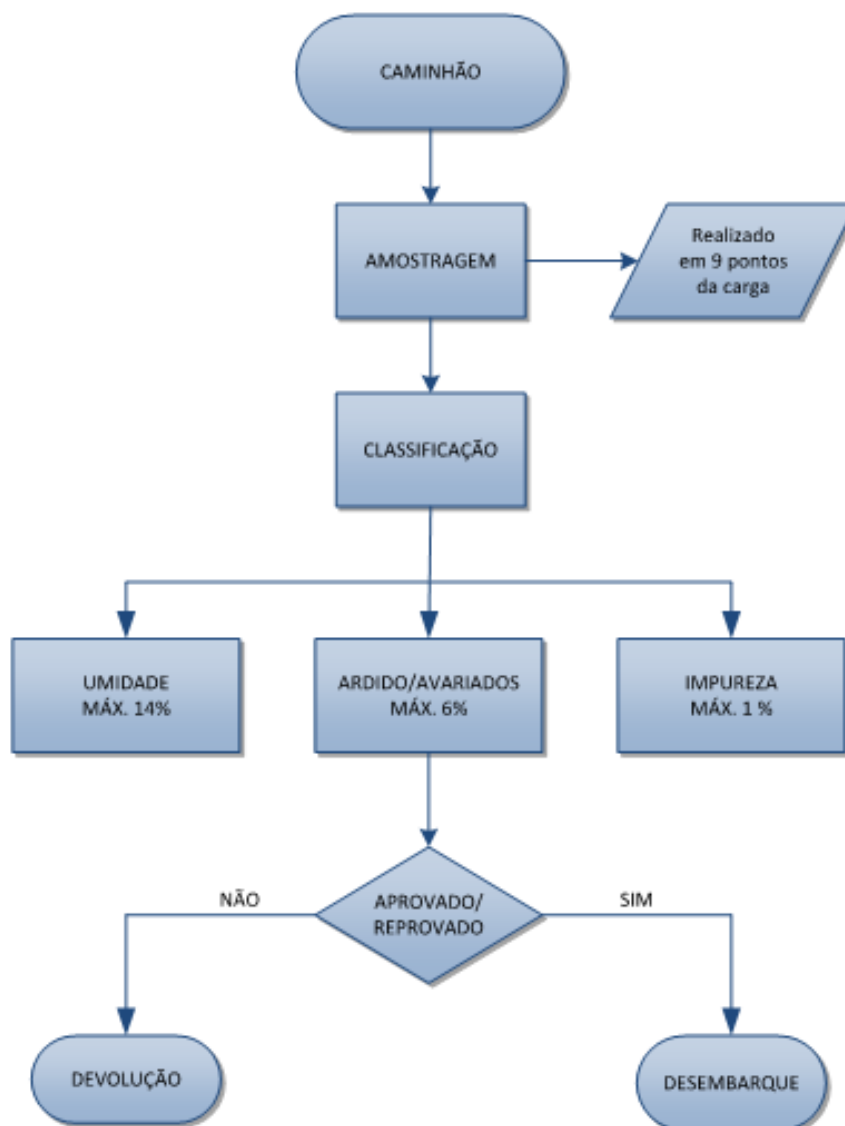 CAMINHÃO
AMOSTRAGEM
Realizado
em 9 pontos
da carga
CLASSIFICAÇÃO
UMIDADE
MÁX. 14%
ARDIDO/AVARIADOS
MÁX. 6%
IMPUREZA
MÁX. 1 %
NÃO
APROVADO/
REPROVADO
SIM
DEVOLUÇÃO
DESEMBARQUE